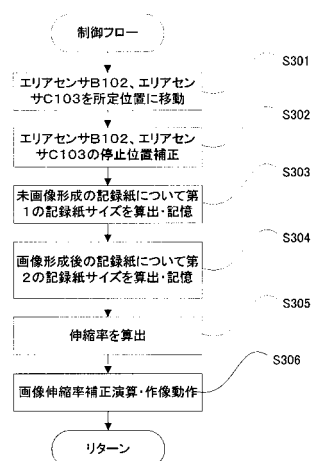 制御フロー
S301
エリアセンサB102、エリアセン
サC103を所定位置に移動
S302
エリアセンサB102、エリアセン
サC103の停止位置補正
S303
未画像形成の記録紙について第
1の記録紙サイズを算出・記憶
S304
画像形成後の記録紙について第
2の記録紙サイズを算出・記憶
S305
伸縮率を算出
S306
画像伸縮率補正演算・作像動作
リターン